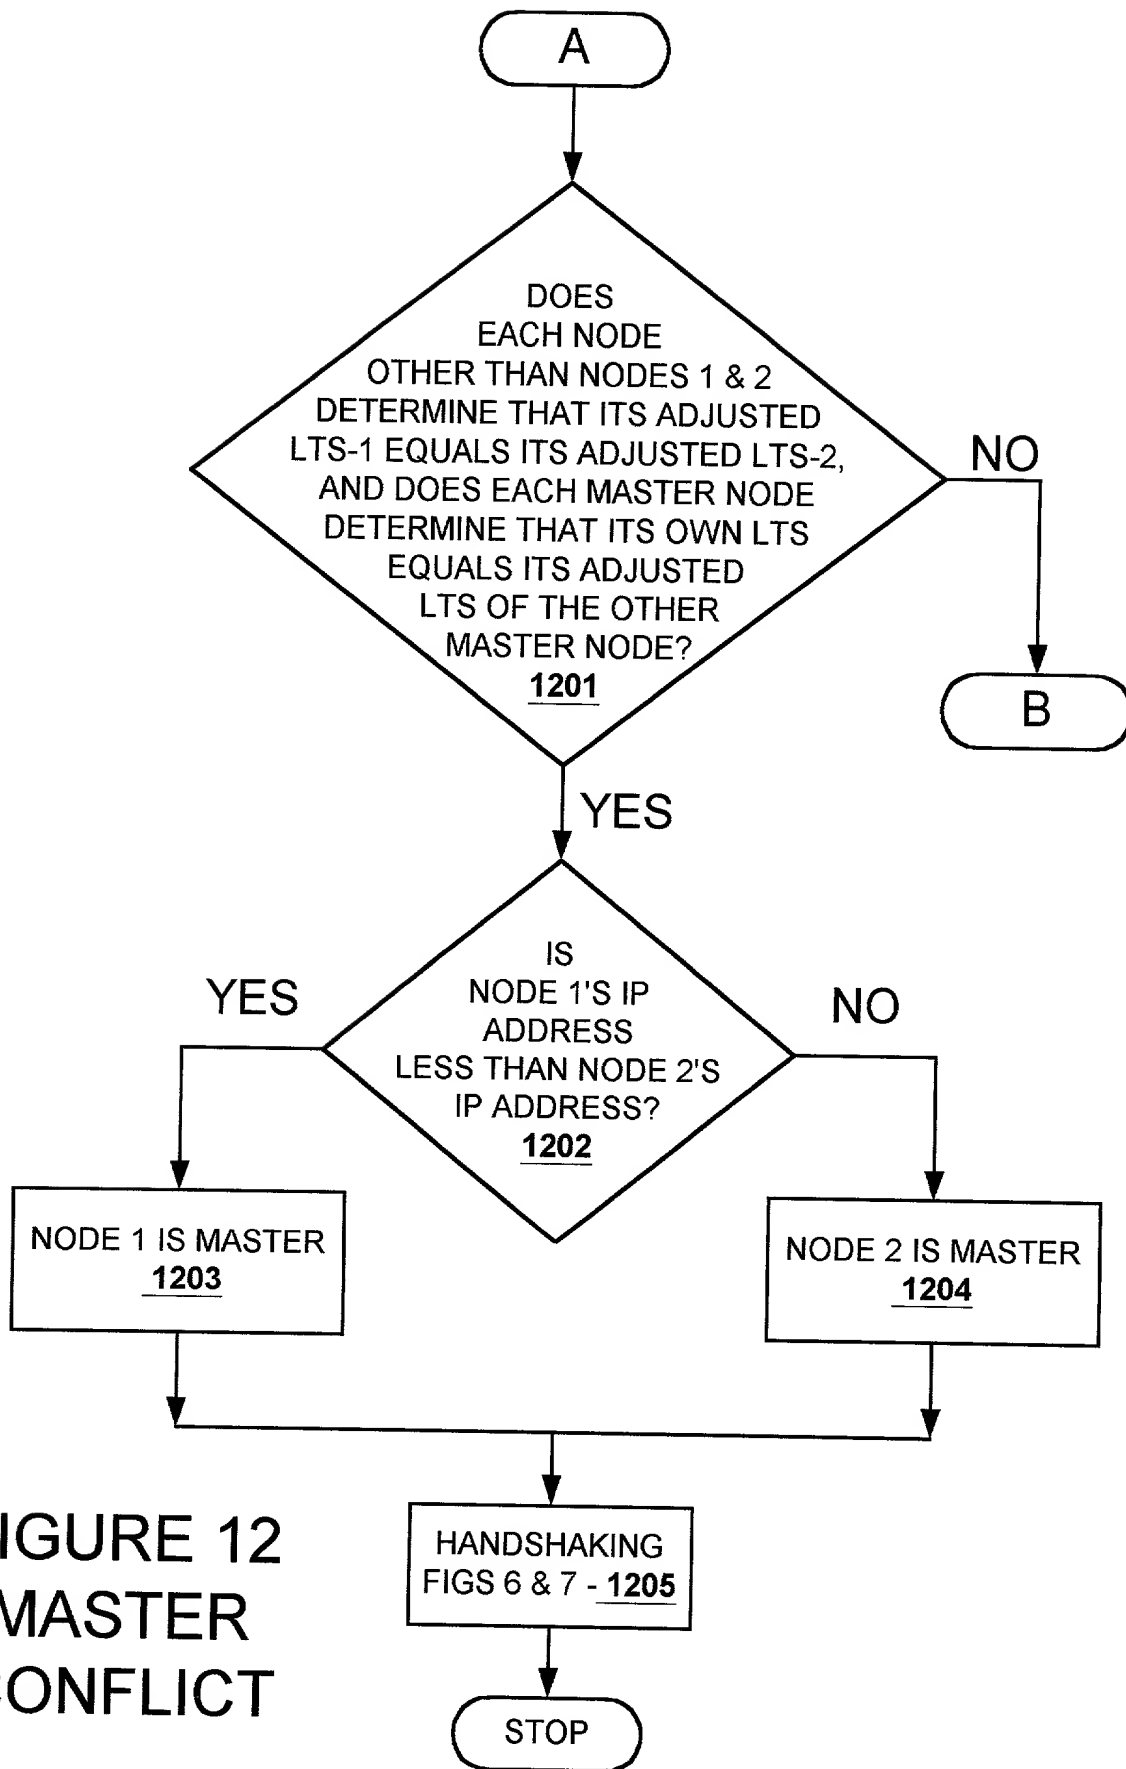 A
DOES
EACH NODE
OTHER THAN NODES 1 & 2
DETERMINE THAT ITS ADJUSTED
LTS-1 EQUALS ITS ADJUSTED LTS-2,
AND DOES EACH MASTER NODE
DETERMINE THAT ITS OWN LTS
EQUALS ITS ADJUSTED
LTS OF THE OTHER
MASTER NODE?
1201
NO
B
YES
IS
NODE 1'S IP
ADDRESS
LESS THAN NODE 2'S
IP ADDRESS?
1202
YES
NO
NODE 1 IS MASTER
1203
NODE 2 IS MASTER
1204
HANDSHAKING
FIGS 6 & 7 - 1205
STOP
IGURE 12
MASTER
CONFLICT